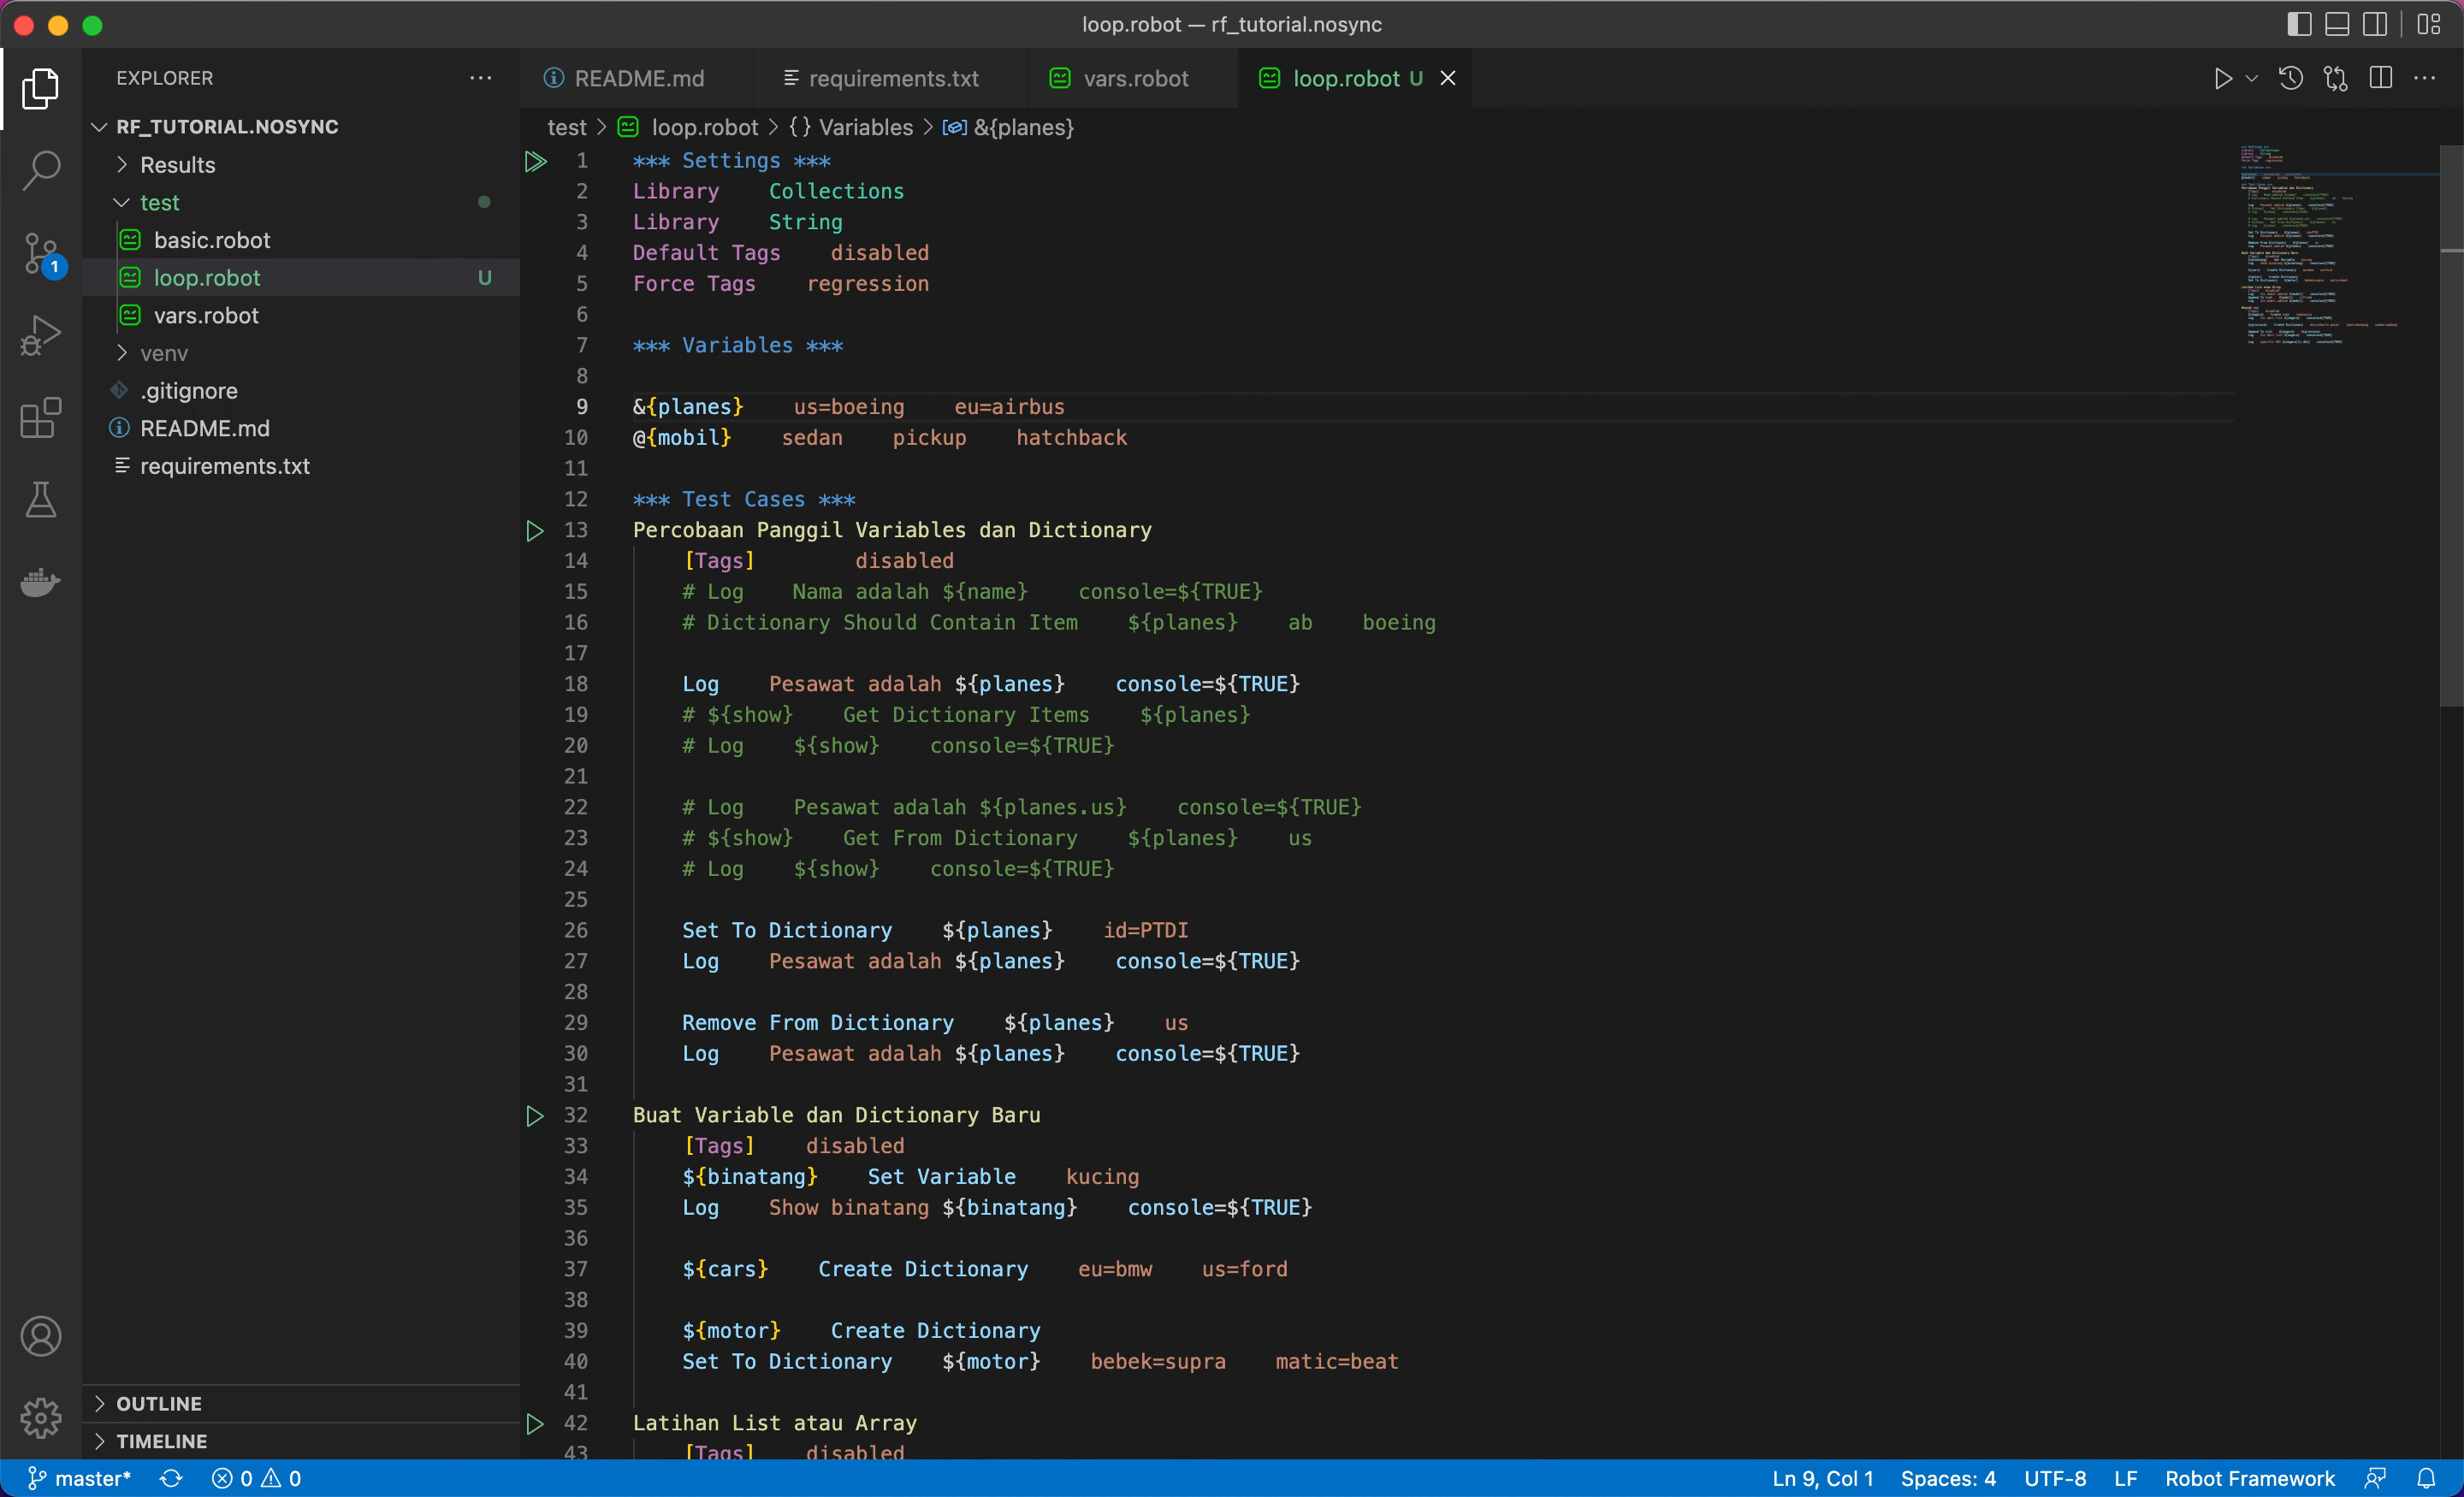 loop.robot — rf_tutorial.nosync
EXPLORER
RF_TUTORIAL.NOSYNC
Results
test
basic.robot
loop.robot U
vars.robot
venv
.gitignore
README.md
requirements.txt
OUTLINE
TIMELINE
1
README.md requirements.txt vars.robot loop.robot U
test > loop.robot > {} Variables > &{planes}
1 *** Settings ***
2 Library    Collections
3 Library    String
4 Default Tags    disabled
5 Force Tags    regression
6
7 *** Variables ***
8
9 &{planes}    us=boeing    eu=airbus
10 @{mobil}    sedan    pickup    hatchback
11
12 *** Test Cases ***
13 Percobaan Panggil Variables dan Dictionary
14     [Tags]        disabled
15     # Log    Nama adalah ${name}    console=${TRUE}
16     # Dictionary Should Contain Item    ${planes}    ab    boeing
17
18     Log    Pesawat adalah ${planes}    console=${TRUE}
19     # ${show}    Get Dictionary Items    ${planes}
20     # Log    ${show}    console=${TRUE}
21
22     # Log    Pesawat adalah ${planes.us}    console=${TRUE}
23     # ${show}    Get From Dictionary    ${planes}    us
24     # Log    ${show}    console=${TRUE}
25
26     Set To Dictionary    ${planes}    id=PTDI
27     Log    Pesawat adalah ${planes}    console=${TRUE}
28
29     Remove From Dictionary    ${planes}    us
30     Log    Pesawat adalah ${planes}    console=${TRUE}
31
32 Buat Variable dan Dictionary Baru
33     [Tags]    disabled
34     ${binatang}    Set Variable    kucing
35     Log    Show binatang ${binatang}    console=${TRUE}
36
37     ${cars}    Create Dictionary    eu=bmw    us=ford
38
39     ${motor}    Create Dictionary
40     Set To Dictionary    ${motor}    bebek=supra    matic=beat
41
42 Latihan List atau Array
43     [Tags]    disabled
master* 0 0 Ln 9, Col 1 Spaces: 4 UTF-8 LF Robot Framework